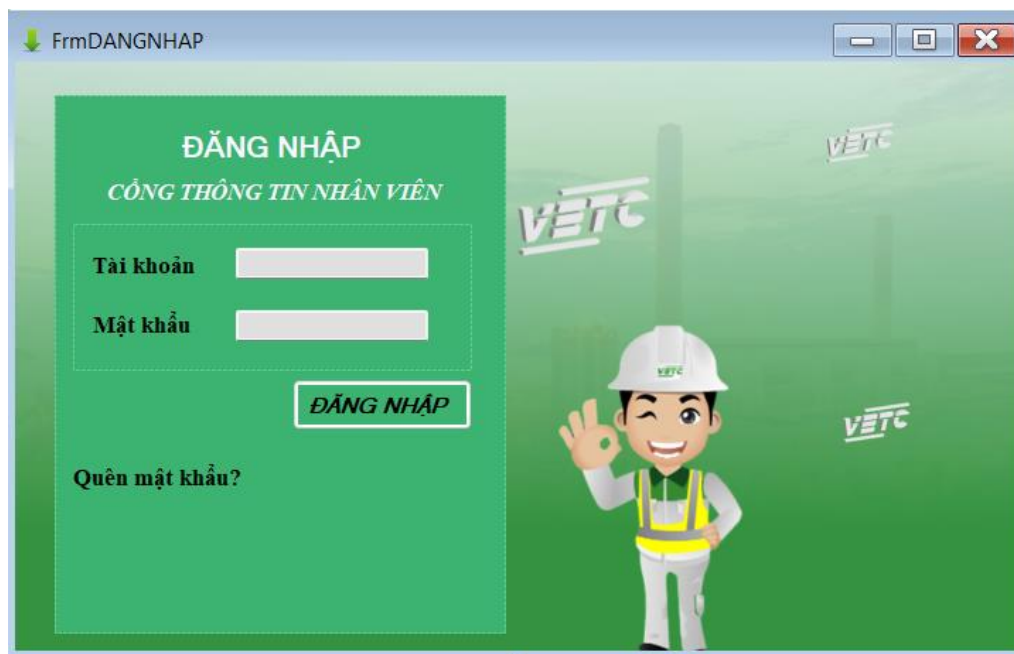 FrmDANGNHAP
ĐĂNG NHẬP
CỔNG THÔNG TIN NHÂN VIÊN
Tài khoản
Mật khẩu
ĐĂNG NHẬP
Quên mật khẩu?
VETC
VETC
VETC
VETC